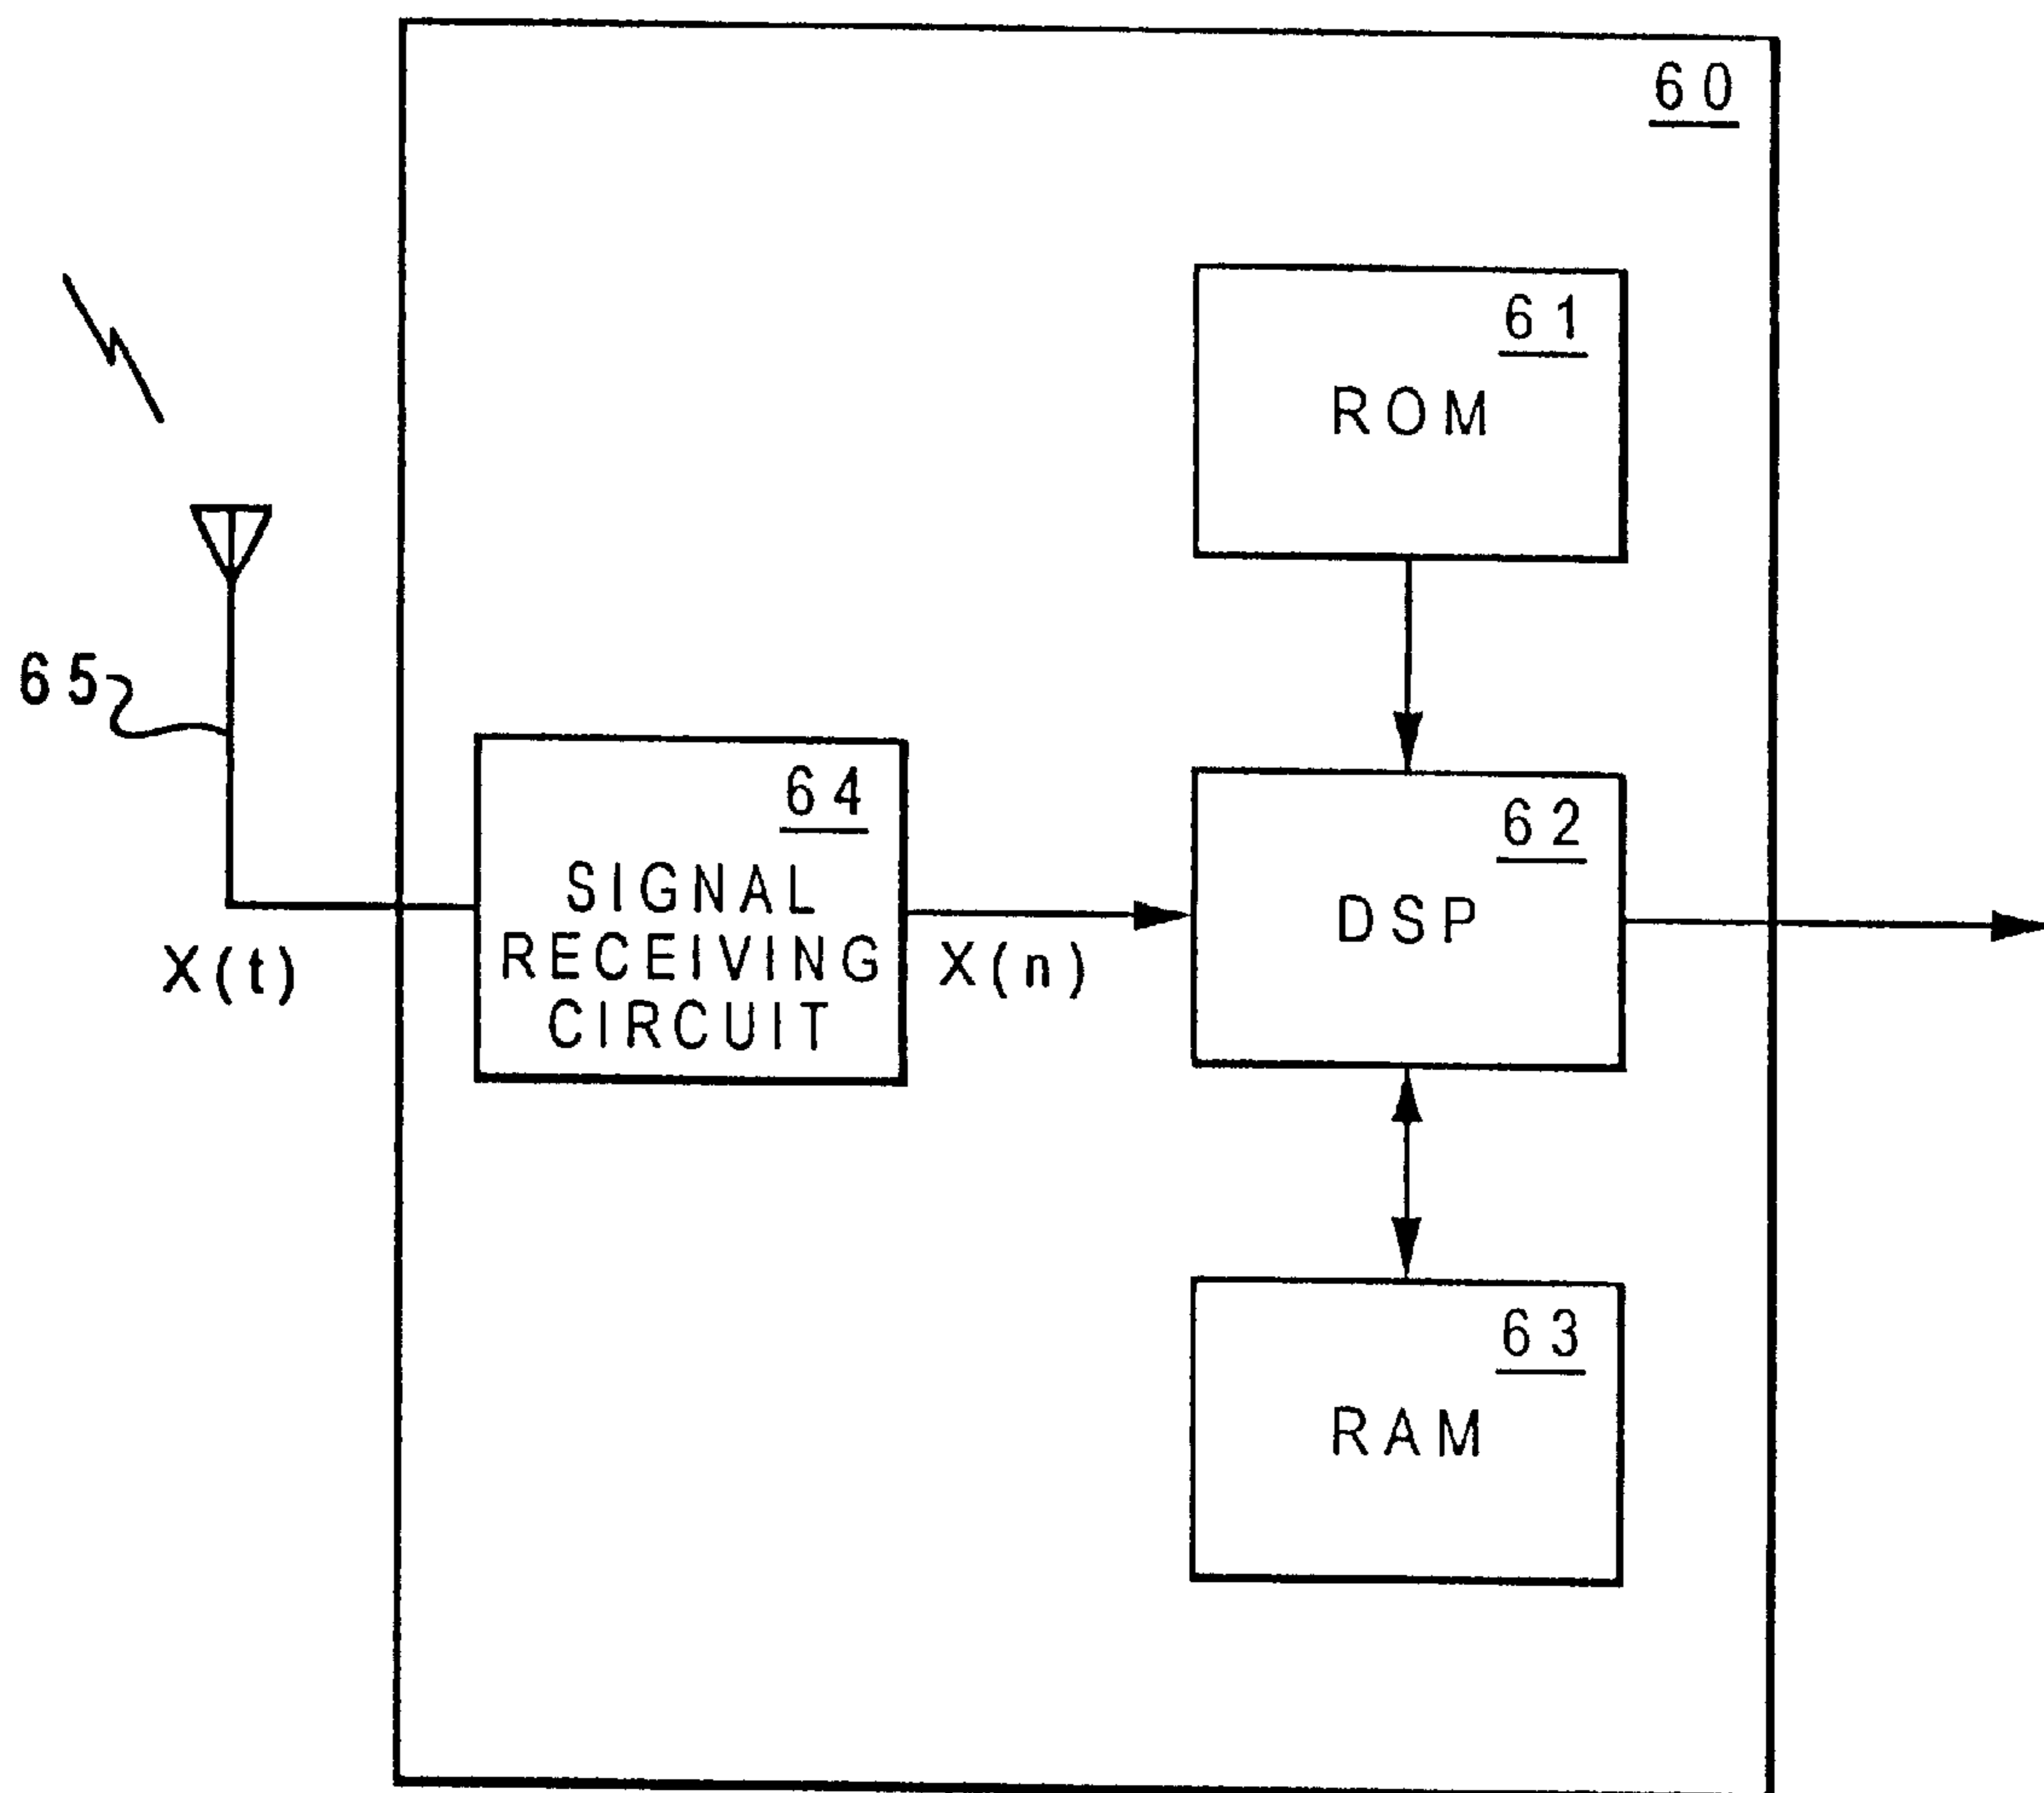 60
61
ROM
65
64
SIGNAL
RECEIVING
CIRCUIT
X(t)
X(n)
62
DSP
63
RAM